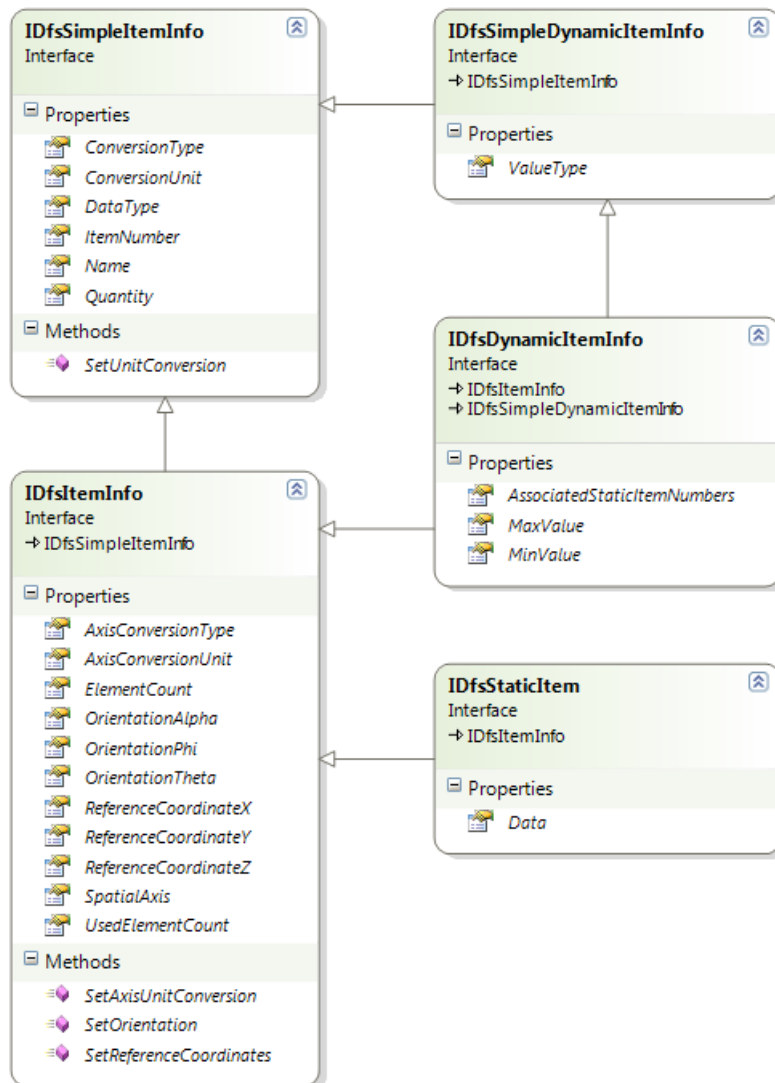 IDfsSimpleItemInfo
Interface
Properties
ConversionType
ConversionUnit
DataType
ItemNumber
Name
Quantity
Methods
SetUnitConversion
IDfsSimpleDynamicItemInfo
Interface
IDfsSimpleItemInfo
Properties
ValueType
IDfsDynamicItemInfo
Interface
IDfsItemInfo
IDfsSimpleDynamicItemInfo
Properties
AssociatedStaticItemNumbers
MaxValue
MinValue
IDfsItemInfo
Interface
IDfsSimpleItemInfo
Properties
AxisConversionType
AxisConversionUnit
ElementCount
OrientationAlpha
OrientationPhi
OrientationTheta
ReferenceCoordinateX
ReferenceCoordinateY
ReferenceCoordinateZ
SpatialAxis
UsedElementCount
Methods
SetAxisUnitConversion
SetOrientation
SetReferenceCoordinates
IDfsStaticItem
Interface
IDfsItemInfo
Properties
Data